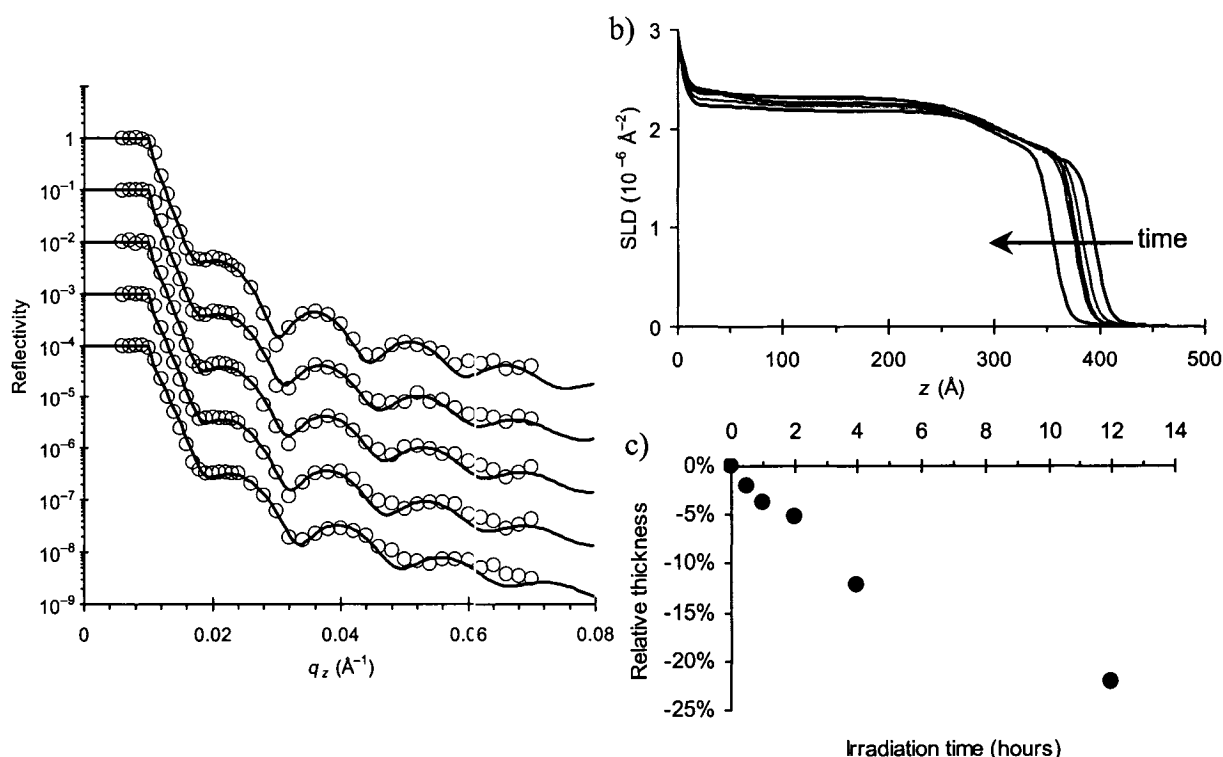 1
10⁻¹
10⁻²
10⁻³
10⁻⁴
10⁻⁵
10⁻⁶
10⁻⁷
10⁻⁸
10⁻⁹
Reflectivity
0 0.02 0.04 0.06 0.08
q z (Å⁻¹)
b)
3
2
1
0
SLD (10⁻⁶ Å⁻²)
time
0 100 200 300 400 500
z (Å)
c)
0 2 4 6 8 10 12 14
0%
-5%
-10%
-15%
-20%
-25%
Relative thickness
Irradiation time (hours)